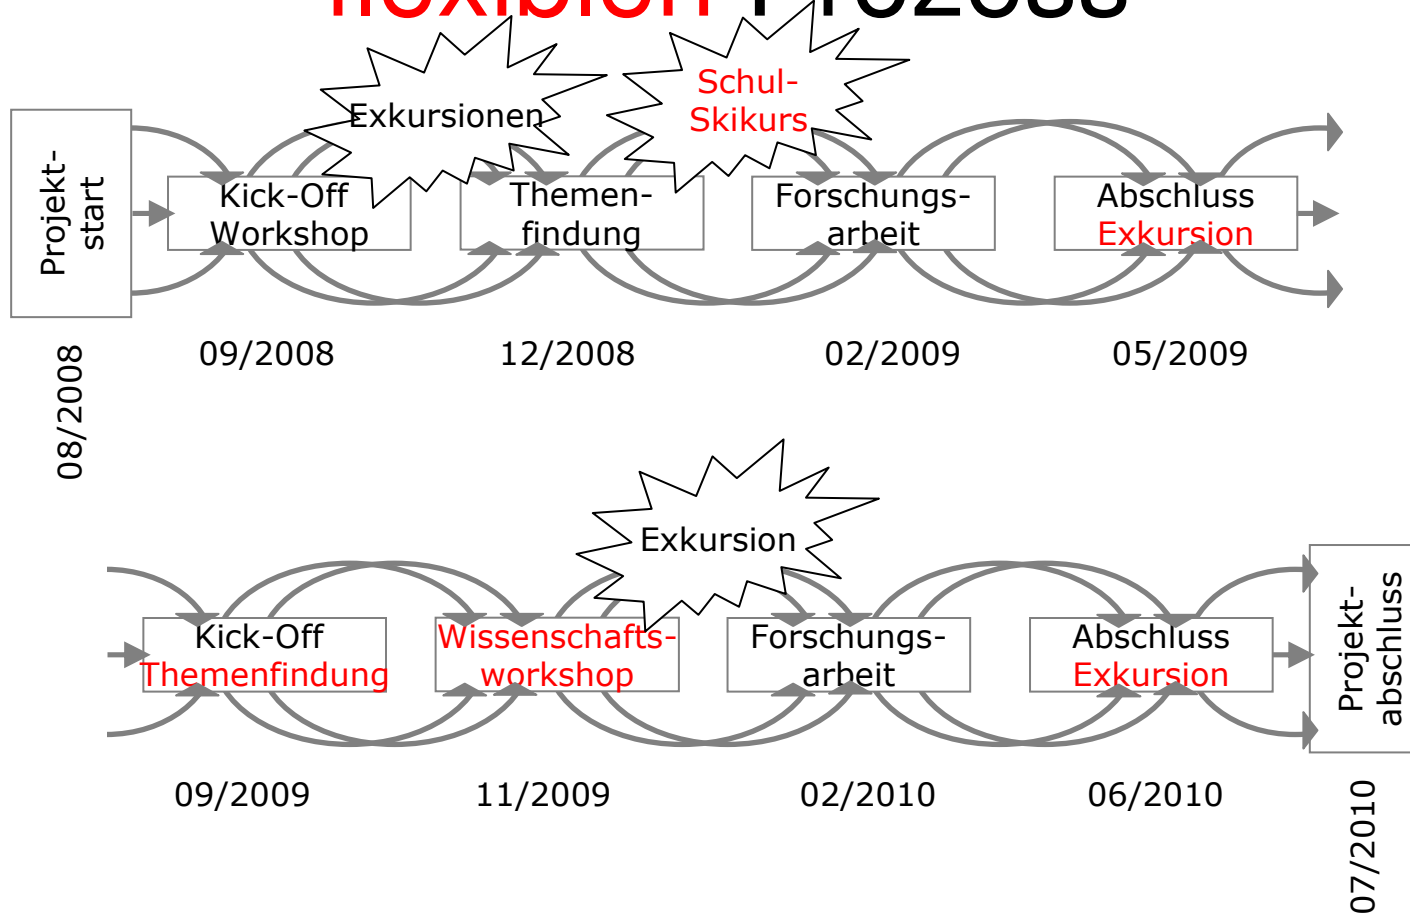 flexiblen Prozess
Exkursionen
Schul-
Skikurs
Projekt-
start
Kick-Off
Workshop
Themen-
findung
Forschungs-
arbeit
Abschluss
Exkursion
08/2008
09/2008
12/2008
02/2009
05/2009
Exkursion
Kick-Off
Themenfindung
Wissenschafts-
workshop
Forschungs-
arbeit
Abschluss
Exkursion
Projekt-
abschluss
09/2009
11/2009
02/2010
06/2010
07/2010